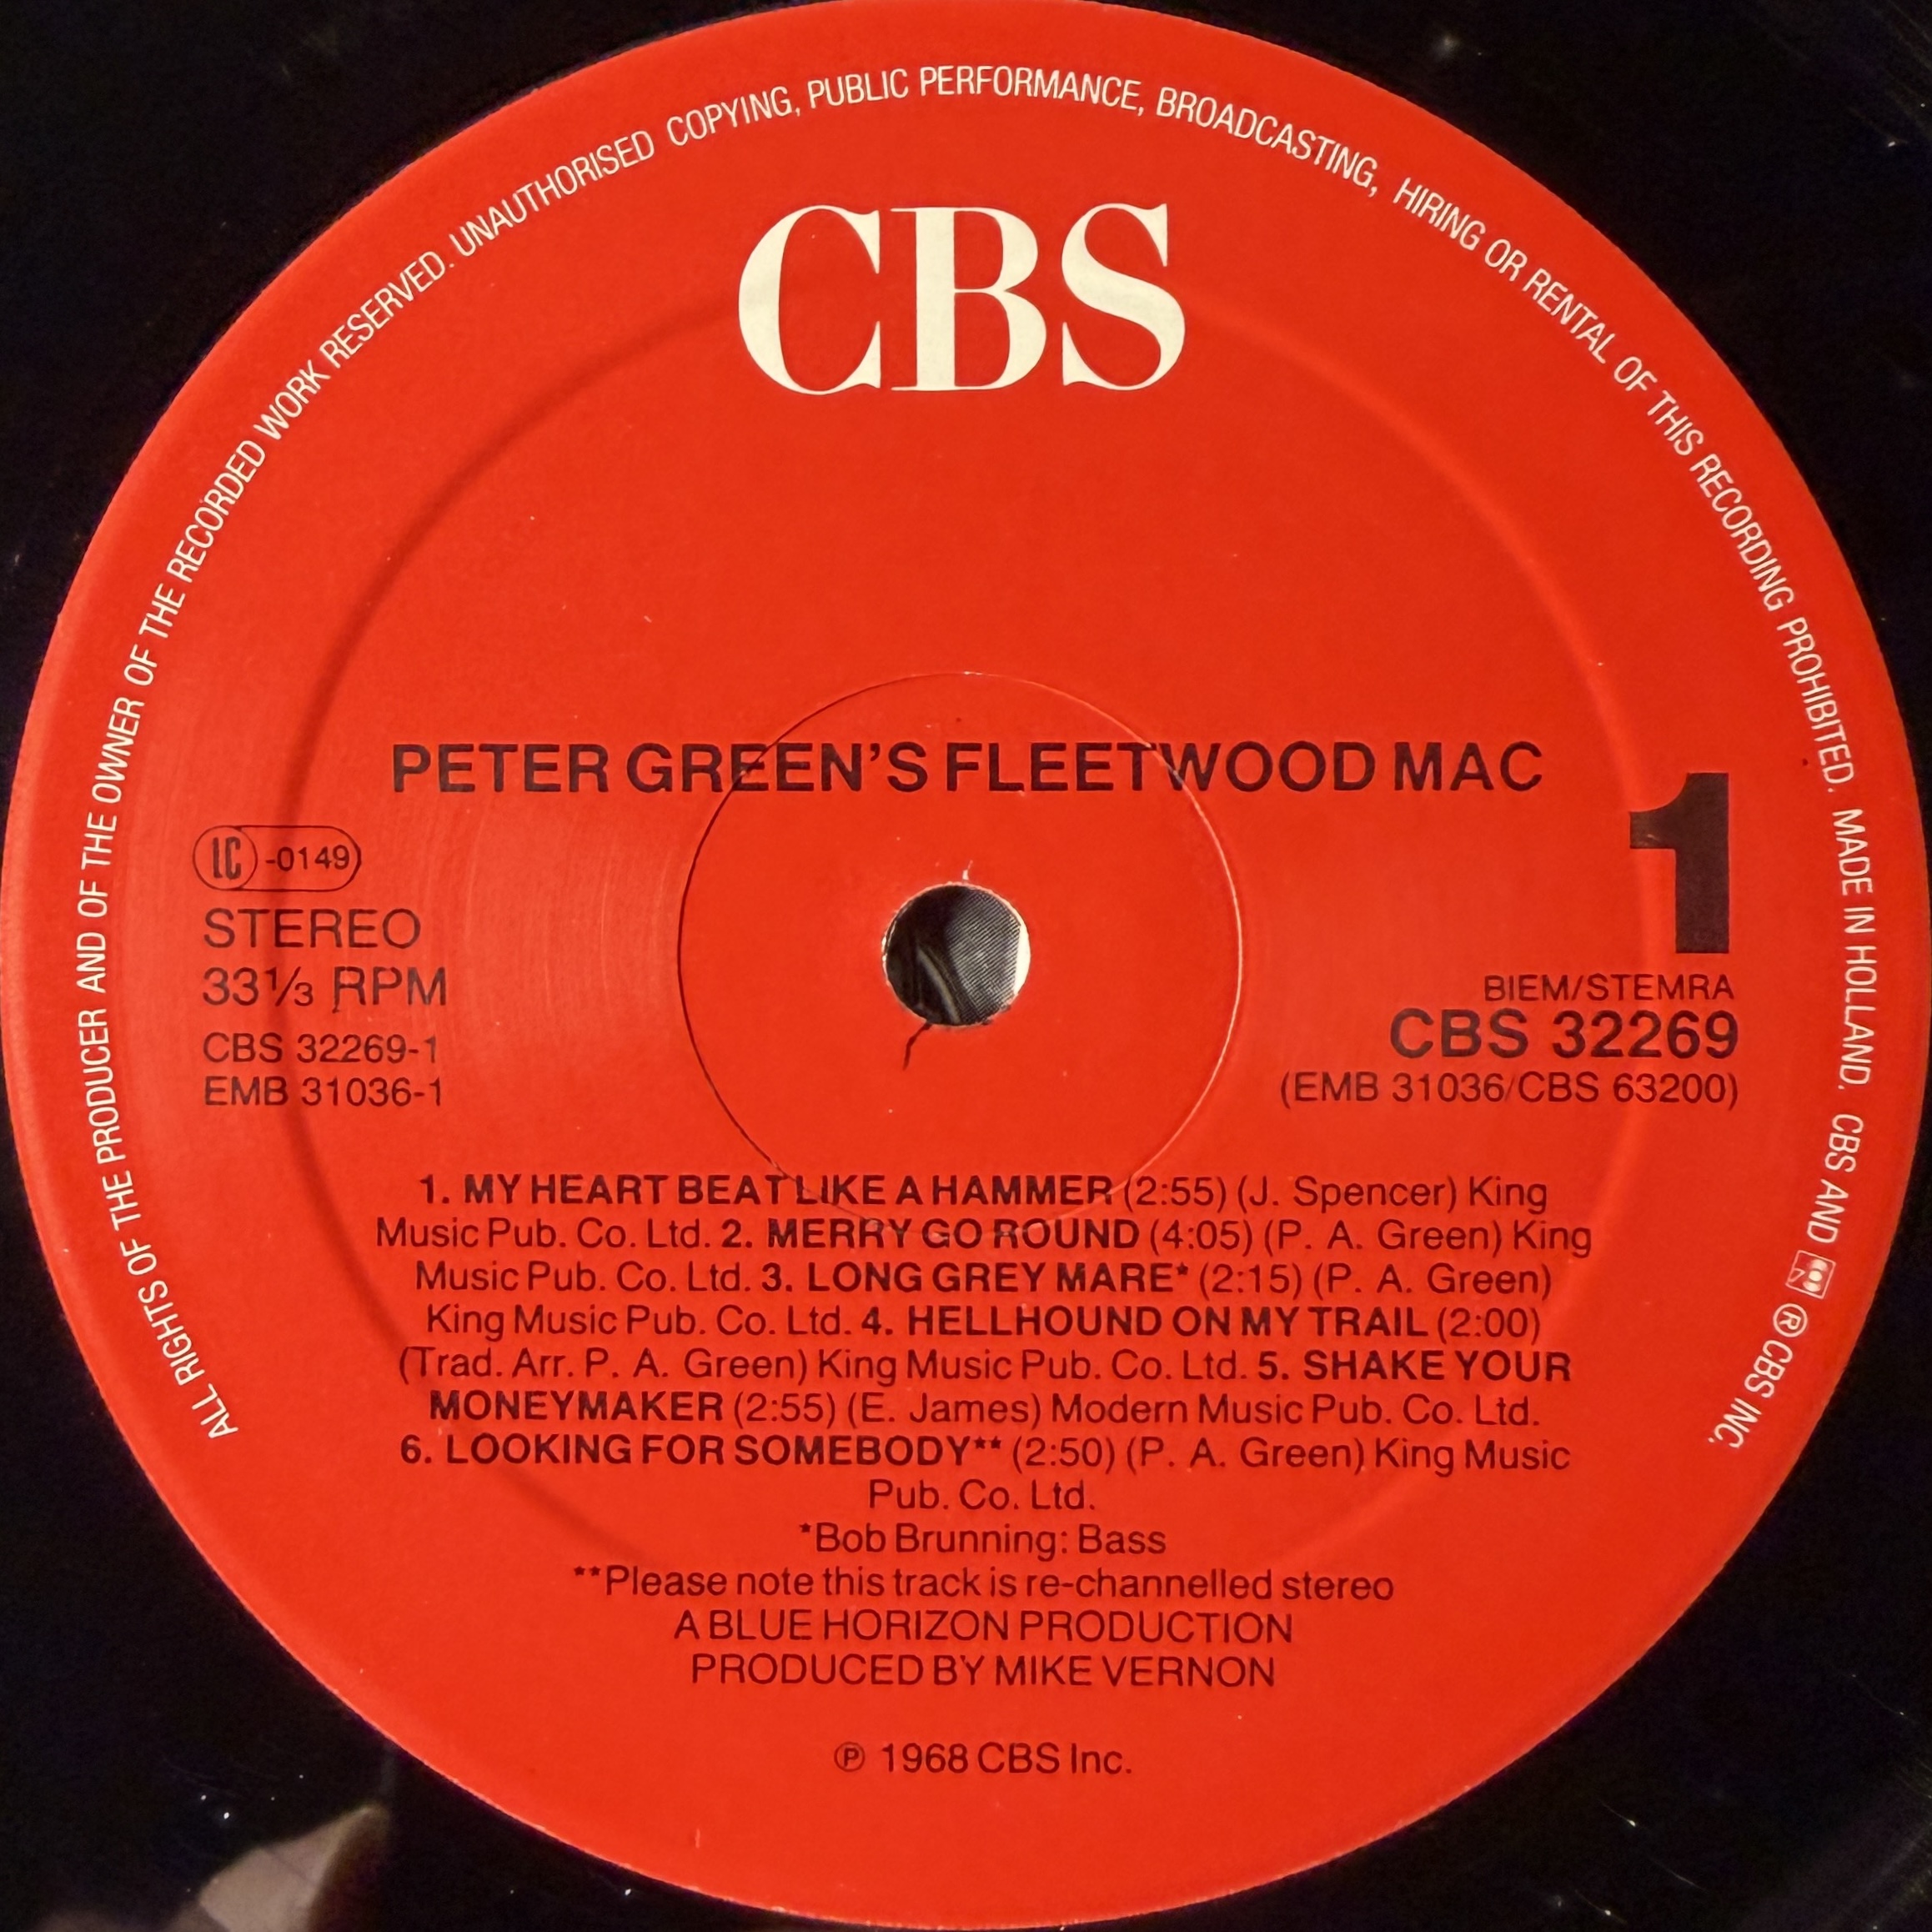 ALL RIGHTS OF THE PRODUCER AND OF THE OWNER OF THE RECORDED WORK RESERVED. UNAUTHORISED COPYING, PUBLIC PERFORMANCE, BROADCASTING, HIRING OR RENTAL OF THIS RECORDING PROHIBITED. MADE IN HOLLAND. CBS AND ® CBS INC.
CBS
PETER GREEN'S FLEETWOOD MAC
1
LC -0149
STEREO
33⅓ RPM
CBS 32269-1
EMB 31036-1
BIEM/STEMRA
CBS 32269
(EMB 31036/CBS 63200)
1. MY HEART BEAT LIKE A HAMMER (2:55) (J. Spencer) King
Music Pub. Co. Ltd. 2. MERRY GO ROUND (4:05) (P. A. Green) King
Music Pub. Co. Ltd. 3. LONG GREY MARE* (2:15) (P. A. Green)
King Music Pub. Co. Ltd. 4. HELLHOUND ON MY TRAIL (2:00)
(Trad. Arr. P. A. Green) King Music Pub. Co. Ltd. 5. SHAKE YOUR
MONEYMAKER (2:55) (E. James) Modern Music Pub. Co. Ltd.
6. LOOKING FOR SOMEBODY** (2:50) (P. A. Green) King Music
Pub. Co. Ltd.
*Bob Brunning: Bass
**Please note this track is re-channelled stereo
A BLUE HORIZON PRODUCTION
PRODUCED BY MIKE VERNON
℗ 1968 CBS Inc.